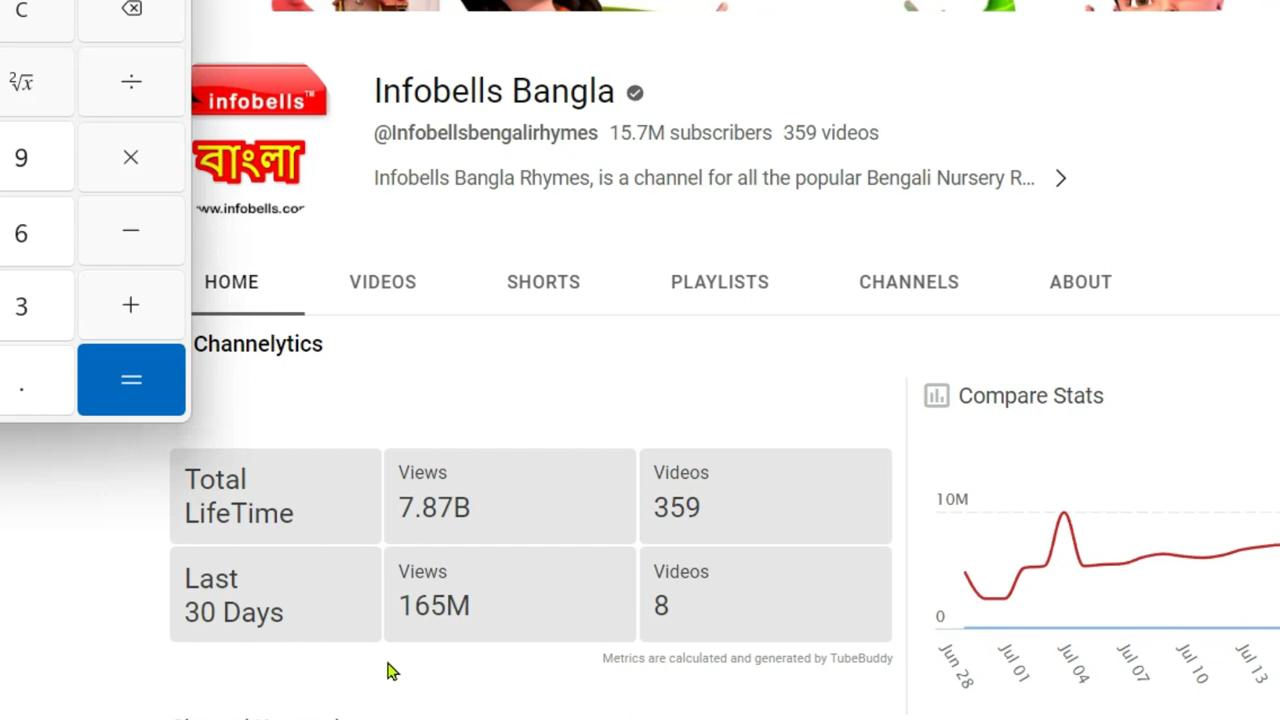 C
²√x ÷
9 ×
6 −
3 +
. =
infobells™
বাংলা
www.infobells.com
Infobells Bangla
@Infobellsbengalirhymes 15.7M subscribers 359 videos
Infobells Bangla Rhymes, is a channel for all the popular Bengali Nursery R...
HOME VIDEOS SHORTS PLAYLISTS CHANNELS ABOUT
Channelytics
Compare Stats
Total LifeTime
Views
7.87B
Videos
359
Last 30 Days
Views
165M
Videos
8
Metrics are calculated and generated by TubeBuddy
10M
0
Jun 28 Jul 01 Jul 04 Jul 07 Jul 10 Jul 13